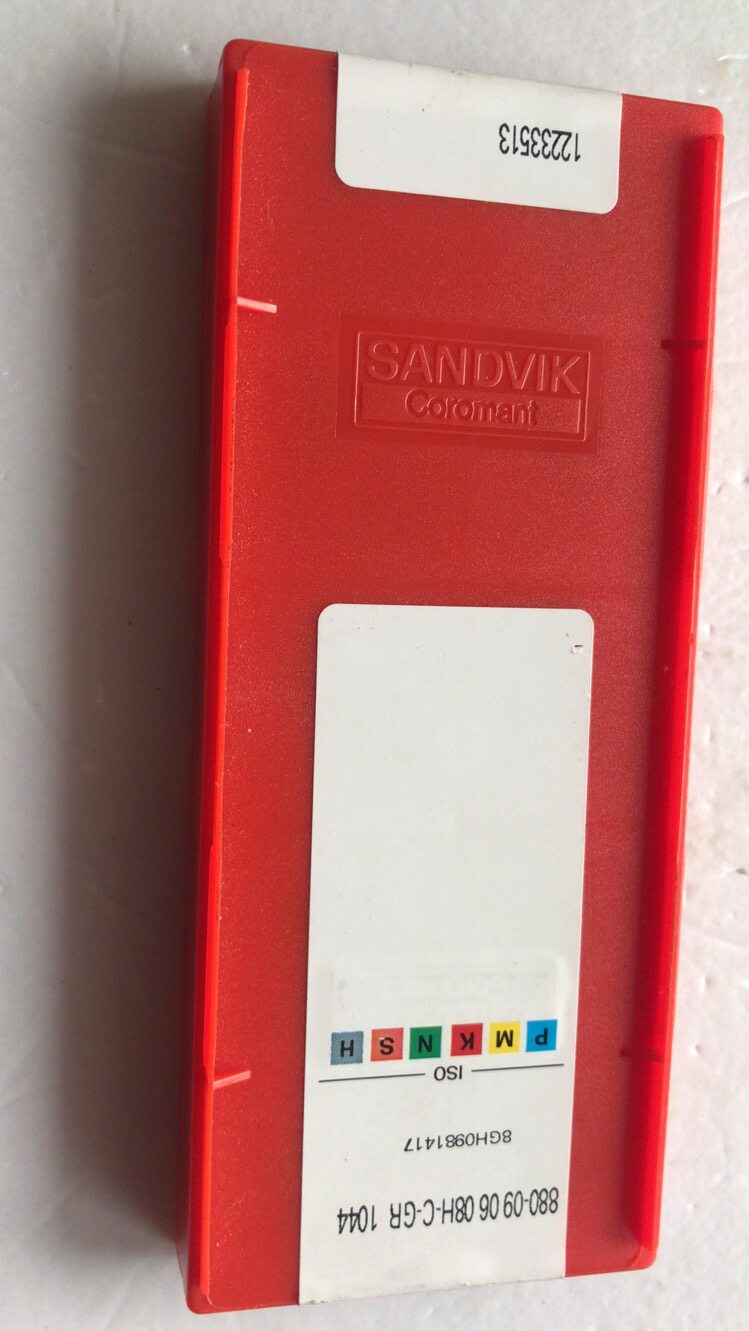 12233513
SANDVIK
Coromant
880-09 06 08H-C-GR 1044
8GH0981417
ISO
P M K N S H